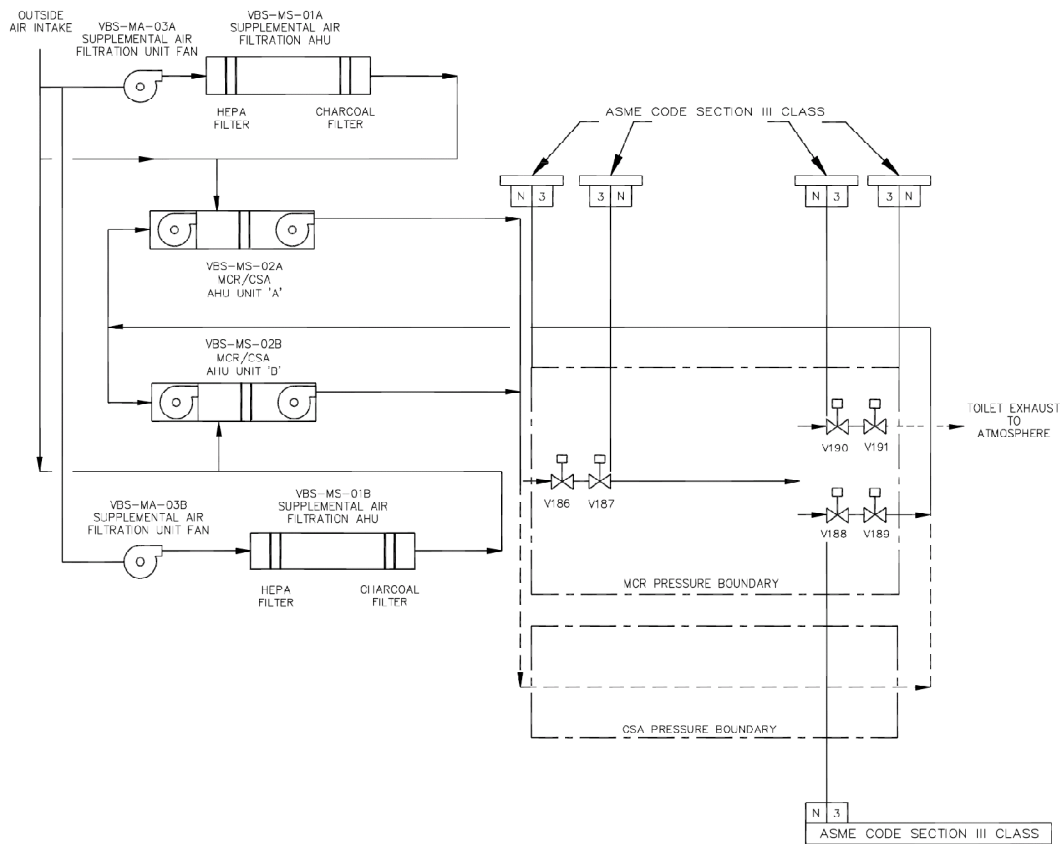 OUTSIDE
AIR INTAKE
VBS-MA-03A
SUPPLEMENTAL AIR
FILTRATION UNIT FAN
VBS-MS-01A
SUPPLEMENTAL AIR
FILTRATION AHU
HEPA
FILTER
CHARCOAL
FILTER
ASME CODE SECTION III CLASS
N 3
3 N
N 3
3 N
VBS-MS-02A
MCR/CSA
AHU UNIT 'A'
VBS-MS-02B
MCR/CSA
AHU UNIT 'B'
V190
V191
TOILET EXHAUST
TO
ATMOSPHERE
V186
V187
V188
V189
VBS-MA-03B
SUPPLEMENTAL AIR
FILTRATION UNIT FAN
VBS-MS-01B
SUPPLEMENTAL AIR
FILTRATION AHU
HEPA
FILTER
CHARCOAL
FILTER
MCR PRESSURE BOUNDARY
CSA PRESSURE BOUNDARY
N 3
ASME CODE SECTION III CLASS